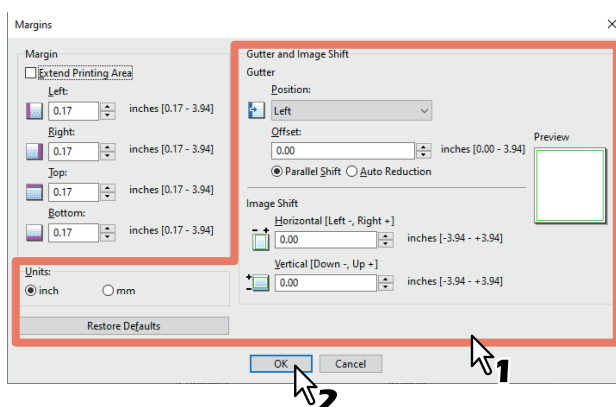 Margins
Margin
Extend Printing Area
Left:
0.17 inches [0.17 - 3.94]
Right:
0.17 inches [0.17 - 3.94]
Top:
0.17 inches [0.17 - 3.94]
Bottom:
0.17 inches [0.17 - 3.94]
Units:
inch mm
Restore Defaults
Gutter and Image Shift
Gutter
Position:
Left
Offset:
0.00 inches [0.00 - 3.94]
Parallel Shift Auto Reduction
Preview
Image Shift
Horizontal [Left -, Right +]
0.00 inches [-3.94 - +3.94]
Vertical [Down -, Up +]
0.00 inches [-3.94 - +3.94]
1
OK Cancel
2